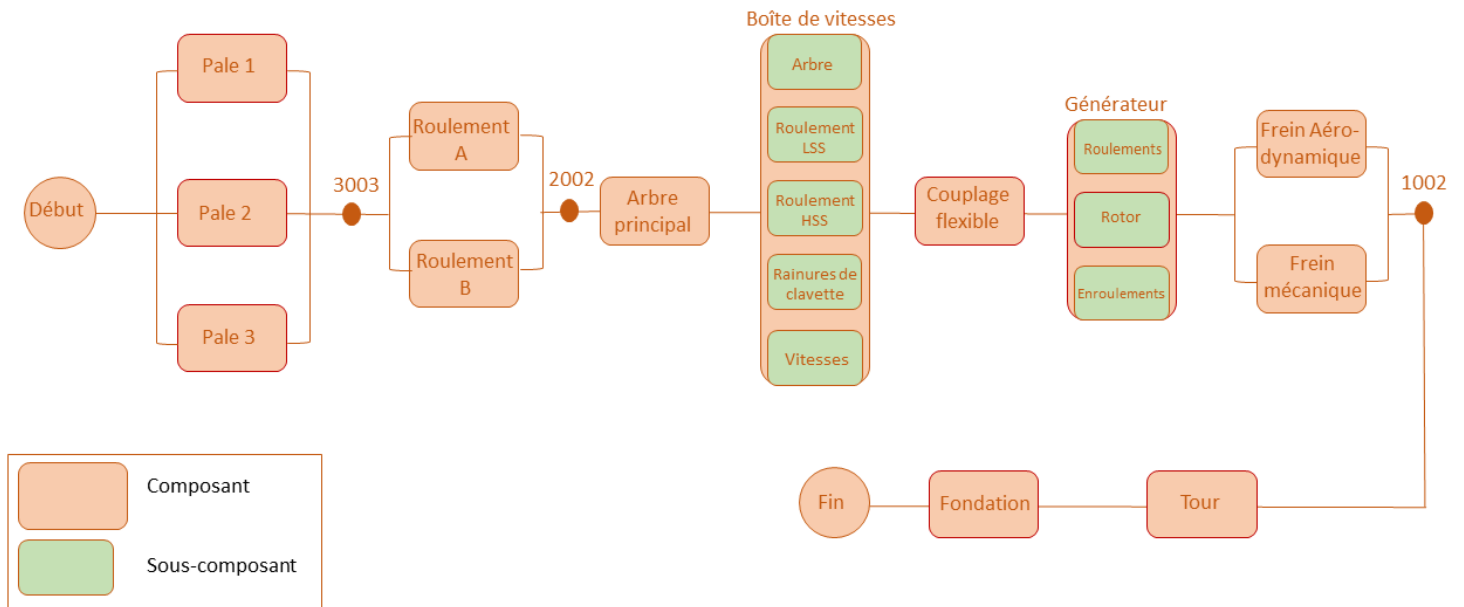 Début
Pale 1
Pale 2
Pale 3
3003
Roulement
A
Roulement
B
2002
Arbre
principal
Boîte de vitesses
Arbre
Roulement
LSS
Roulement
HSS
Rainures de
clavette
Vitesses
Couplage
flexible
Générateur
Roulements
Rotor
Enroulements
Frein Aéro-
dynamique
Frein
mécanique
1002
Fin
Fondation
Tour
Composant
Sous-composant